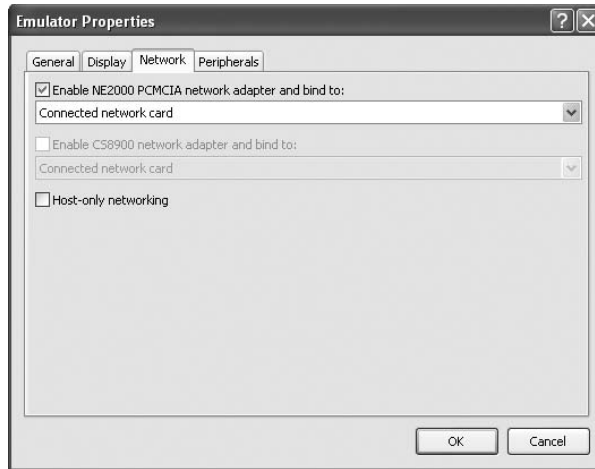 Emulator Properties
General Display Network Peripherals
Enable NE2000 PCMCIA network adapter and bind to:
Connected network card
Enable CS8900 network adapter and bind to:
Connected network card
Host-only networking
OK Cancel